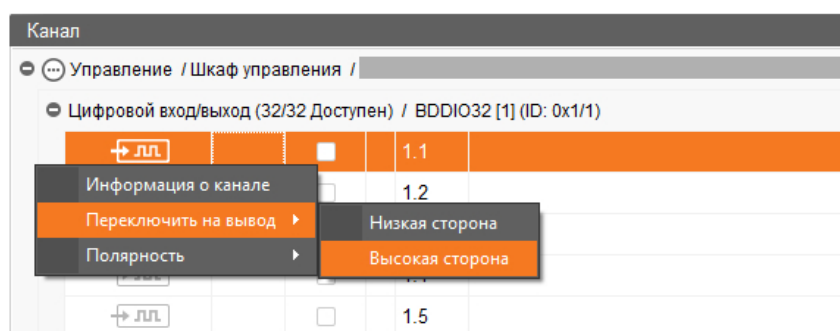 Канал
Управление / Шкаф управления /
Цифровой вход/выход (32/32 Доступен) / BDDIO32 [1] (ID: 0x1/1)
1.1
Информация о канале
1.2
Переключить на вывод
Низкая сторона
Полярность
Высокая сторона
1.5